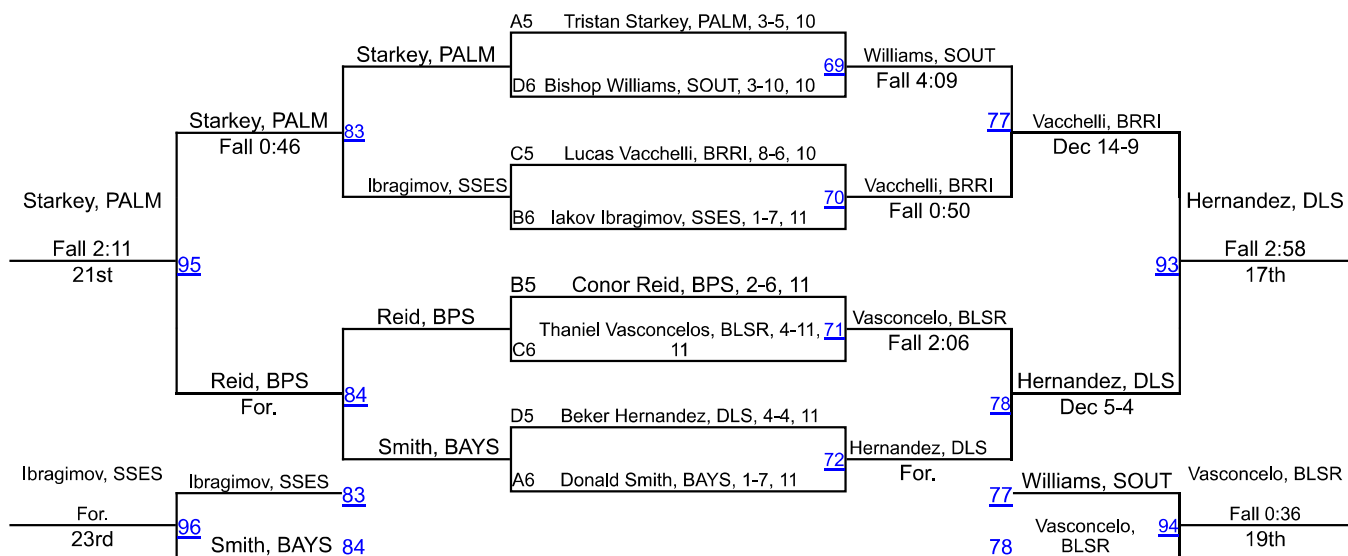 A5 Tristan Starkey, PALM, 3-5, 10
Starkey, PALM 69 Williams, SOUT
D6 Bishop Williams, SOUT, 3-10, 10 Fall 4:09
Starkey, PALM 83 77 Vacchelli, BRRI
Fall 0:46 Dec 14-9
C5 Lucas Vacchelli, BRRI, 8-6, 10
Ibragimov, SSES 70 Vacchelli, BRRI
Starkey, PALM Hernandez, DLS
B6 Iakov Ibragimov, SSES, 1-7, 11 Fall 0:50
Fall 2:11 95 93 Fall 2:58
21st 17th
B5 Conor Reid, BPS, 2-6, 11
Reid, BPS Thaniel Vasconcelos, BLSR, 4-11, 71 Vasconcelo, BLSR
C6 11 Fall 2:06
Reid, BPS 84 78 Hernandez, DLS
For. Dec 5-4
D5 Beker Hernandez, DLS, 4-4, 11
Smith, BAYS 72 Hernandez, DLS
A6 Donald Smith, BAYS, 1-7, 11 For.
Ibragimov, SSES Ibragimov, SSES 83 77 Williams, SOUT Vasconcelo, BLSR
For. 96 94 Fall 0:36
23rd Smith, BAYS 84 78 Vasconcelo, 19th
BLSR